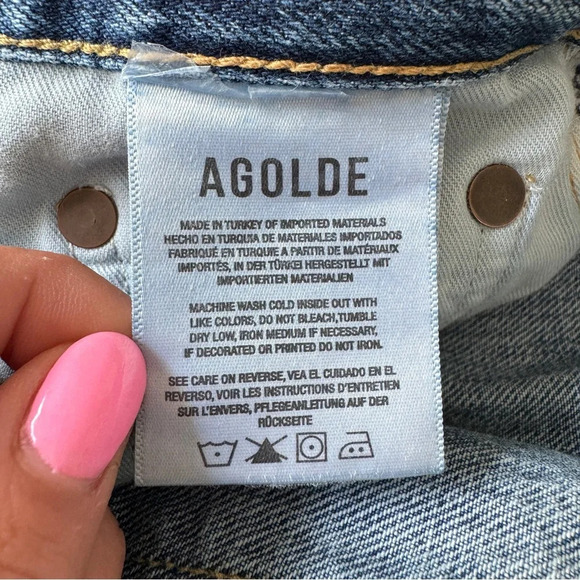 AGOLDE
MADE IN TURKEY OF IMPORTED MATERIALS
HECHO EN TURQUIA DE MATERIALES IMPORTADOS
FABRIQUÉ EN TURQUIE A PARTIR DE MATÉRIAUX
IMPORTÉS, IN DER TÜRKEI HERGESTELLT MIT
IMPORTIERTEN MATERIALIEN
MACHINE WASH COLD INSIDE OUT WITH
LIKE COLORS, DO NOT BLEACH,TUMBLE
DRY LOW, IRON MEDIUM IF NECESSARY,
IF DECORATED OR PRINTED DO NOT IRON.
SEE CARE ON REVERSE, VEA EL CUIDADO EN EL
REVERSO, VOIR LES INSTRUCTIONS D'ENTRETIEN
SUR L'ENVERS, PFLEGEANLEITUNG AUF DER
RÜCKSEITE